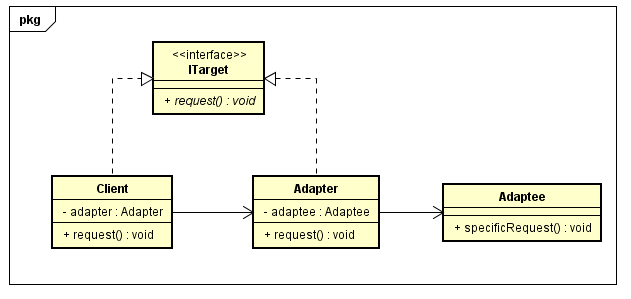 pkg
<<interface>>
ITarget
+ request() : void
Client
- adapter : Adapter
+ request() : void
Adapter
- adaptee : Adaptee
+ request() : void
Adaptee
+ specificRequest() : void